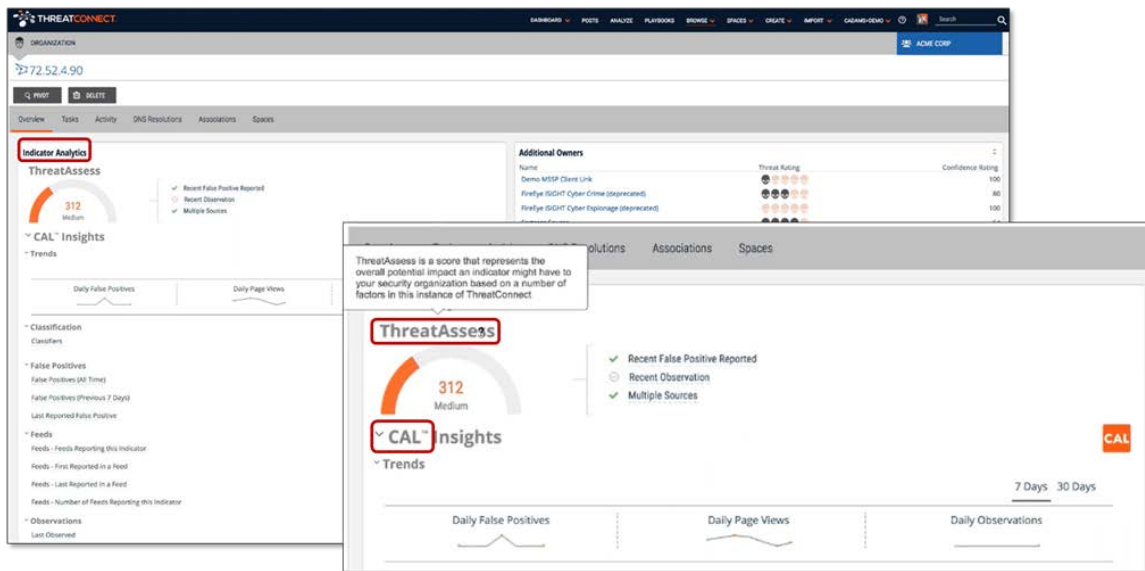 THREATCONNECT
DASHBOARD POSTS ANALYZE PLAYBOOKS BROWSE SPACES CREATE IMPORT CADAMS+DEMO Search
ORGANIZATION
ACME CORP
72.52.4.90
PIVOT DELETE
Overview Tasks Activity DNS Resolutions Associations Spaces
Indicator Analytics
ThreatAssess
312
Medium
Recent False Positive Reported
Recent Observation
Multiple Sources
CAL™ Insights
Trends
Daily False Positives
Daily Page Views
Classification
Classifiers
False Positives
False Positives (All Time)
False Positives (Previous 7 Days)
Last Reported False Positive
Feeds
Feeds - Feeds Reporting this Indicator
Feeds - First Reported in a Feed
Feeds - Last Reported in a Feed
Feeds - Number of Feeds Reporting this Indicator
Observations
Last Observed
Additional Owners
Name Threat Rating Confidence Rating
Demo MSSP Client Link 100
FireEye iSIGHT Cyber Crime (deprecated) 80
FireEye iSIGHT Cyber Espionage (deprecated) 100
olutions Associations Spaces
ThreatAssess is a score that represents the
overall potential impact an indicator might have to
your security organization based on a number of
factors in this instance of ThreatConnect
ThreatAssess
312
Medium
Recent False Positive Reported
Recent Observation
Multiple Sources
CAL™ Insights
CAL
Trends
7 Days 30 Days
Daily False Positives
Daily Page Views
Daily Observations